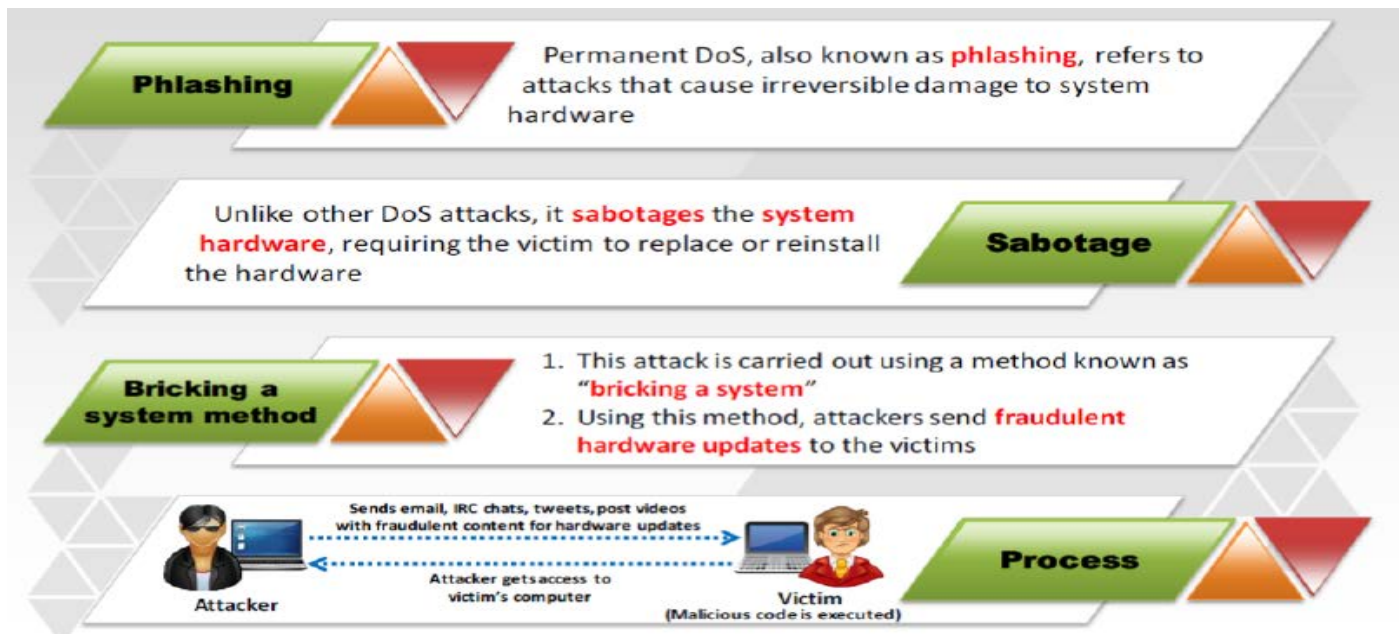 Phlashing
Permanent DoS, also known as phlashing, refers to
attacks that cause irreversible damage to system
hardware
Unlike other DoS attacks, it sabotages the system
hardware, requiring the victim to replace or reinstall
the hardware
Sabotage
Bricking a
system method
1. This attack is carried out using a method known as
“bricking a system”
2. Using this method, attackers send fraudulent
hardware updates to the victims
Sends email, IRC chats, tweets, post videos
with fraudulent content for hardware updates
Attacker gets access to
victim's computer
Attacker
Victim
(Malicious code is executed)
Process